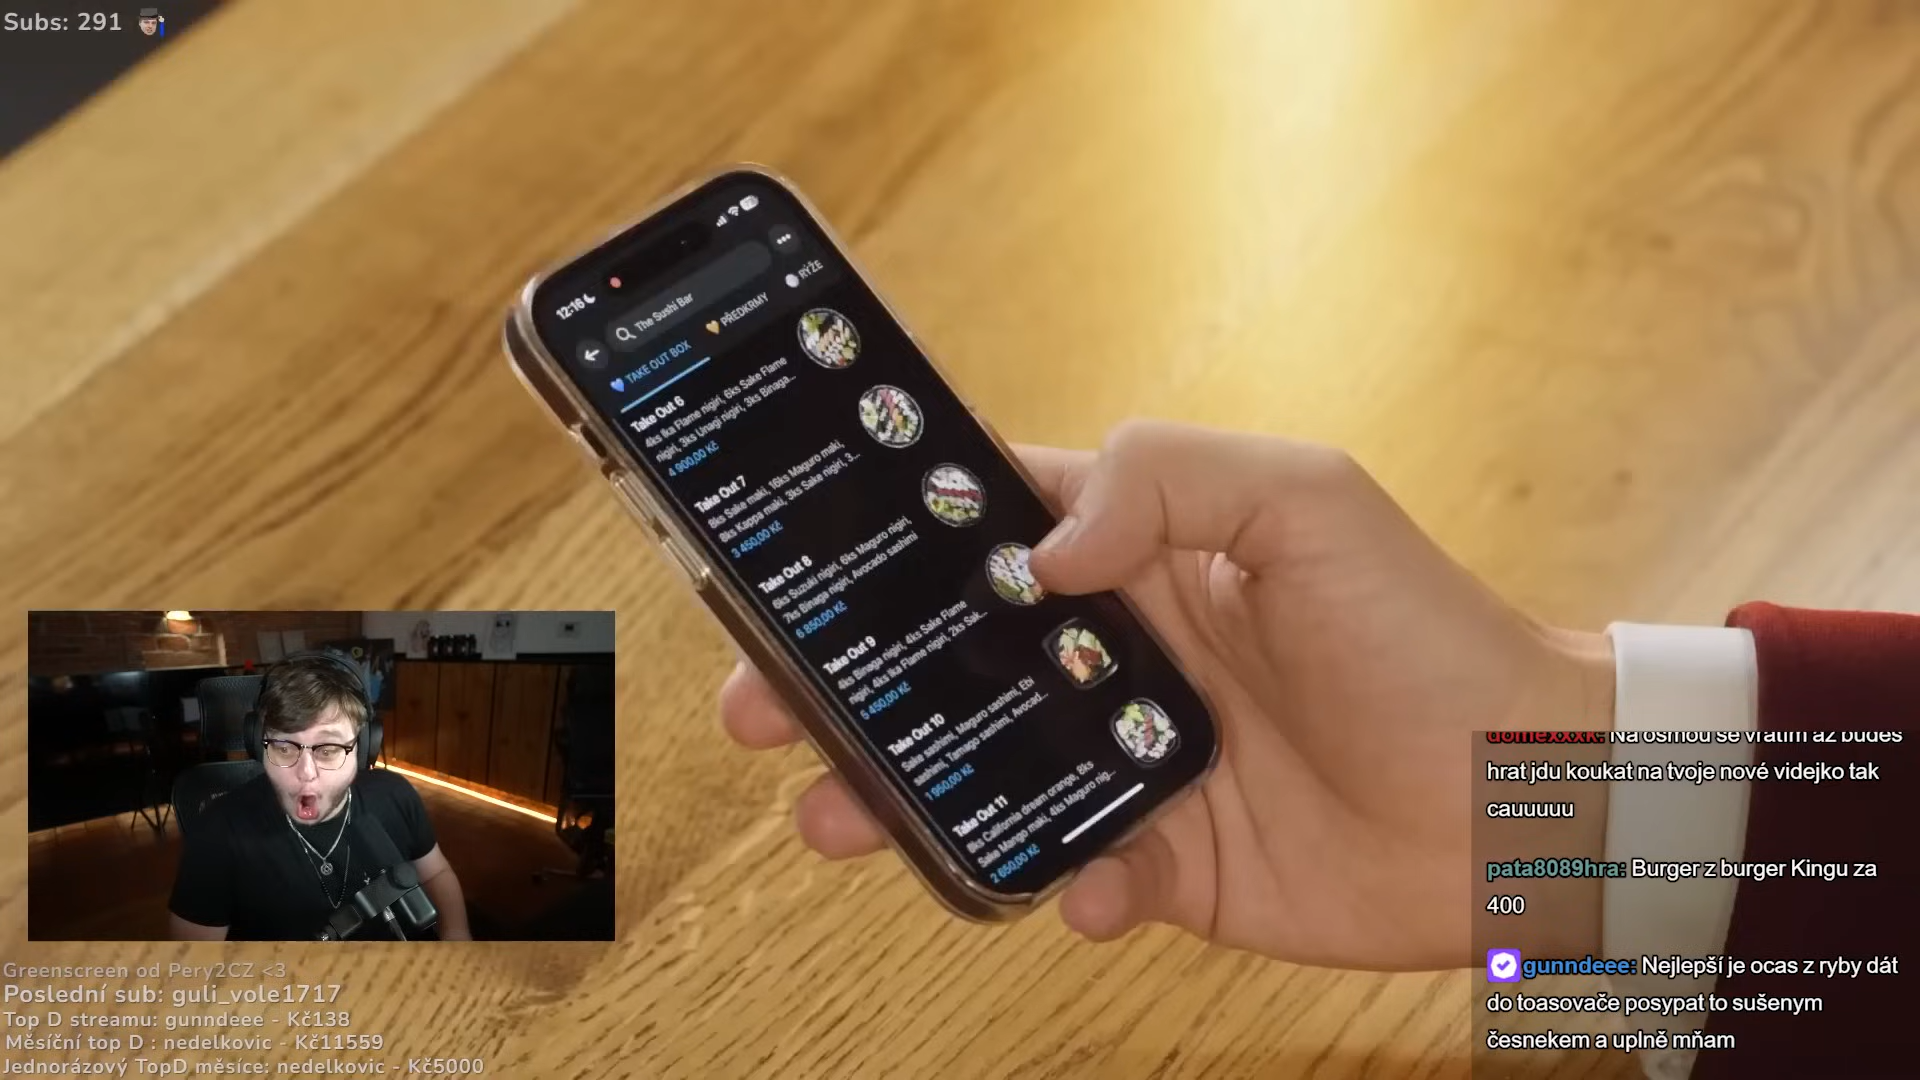 Subs: 291
12:16
The Sushi Bar
TAKE OUT BOX
PŘEDKRMY
RÝŽE
Take Out 6
4ks Ika Flame nigiri, 6ks Sake Flame
nigiri, 3ks Unagi nigiri, 3ks Binaga...
4 900,00 Kč
Take Out 7
8ks Sake maki, 16ks Maguro maki,
8ks Kappa maki, 3ks Sake nigiri, 3...
3 450,00 Kč
Take Out 8
6ks Suzuki nigiri, 6ks Maguro nigiri,
7ks Binaga nigiri, Avocado sashimi
6 850,00 Kč
Take Out 9
4ks Binaga nigiri, 4ks Sake Flame
nigiri, 4ks Ika Flame nigiri, 2ks Sak...
5 450,00 Kč
Take Out 10
Sake sashimi, Maguro sashimi, Ebi
sashimi, Tamago sashimi, Avocad...
1 950,00 Kč
Take Out 11
8ks California dream orange, 8ks
Sake Mango maki, 4ks Maguro nig...
2 650,00 Kč
domexxxk: Na osmou se vrátím až budeš
hrat jdu koukat na tvoje nové videjko tak
cauuuuu
pata8089hra: Burger z burger Kingu za
400
gunndeee: Nejlepší je ocas z ryby dát
do toasovače posypat to sušenym
česnekem a uplně mňam
Greenscreen od Pery2CZ <3
Poslední sub: guli_vole1717
Top D streamu: gunndeee - Kč138
Měsíční top D : nedelkovic - Kč11559
Jednorázový TopD měsíce: nedelkovic - Kč5000